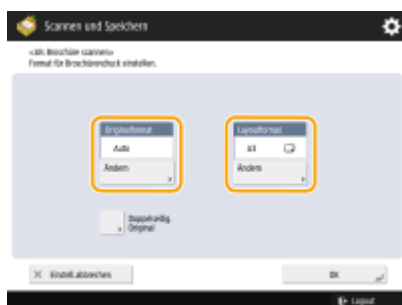 Scannen und Speichern
<Als Broschüre scannen>
Format für Broschürendruck einstellen.
Originalformat
Layoutformat
Auto
A3
Ändern
Ändern
Doppelseitig.
Original
Einstell. abbrechen
OK
Logout